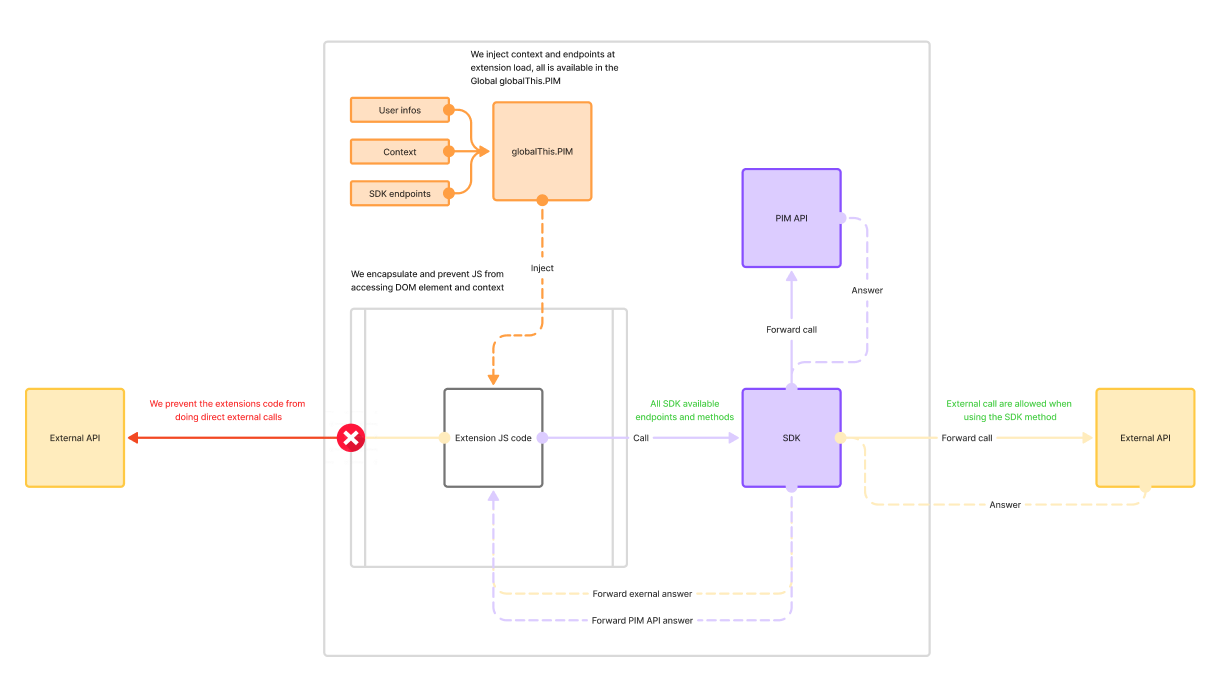 We inject context and endpoints at
extension load, all is available in the
Global globalThis.PIM
User infos
Context
SDK endpoints
globalThis.PIM
PIM API
Inject
We encapsulate and prevent JS from
accessing DOM element and context
Answer
Forward call
We prevent the extensions code from
doing direct external calls
All SDK available
endpoints and methods
External call are allowed when
using the SDK method
External API
Extension JS code
Call
SDK
Forward call
External API
Answer
Forward exernal answer
Forward PIM API answer